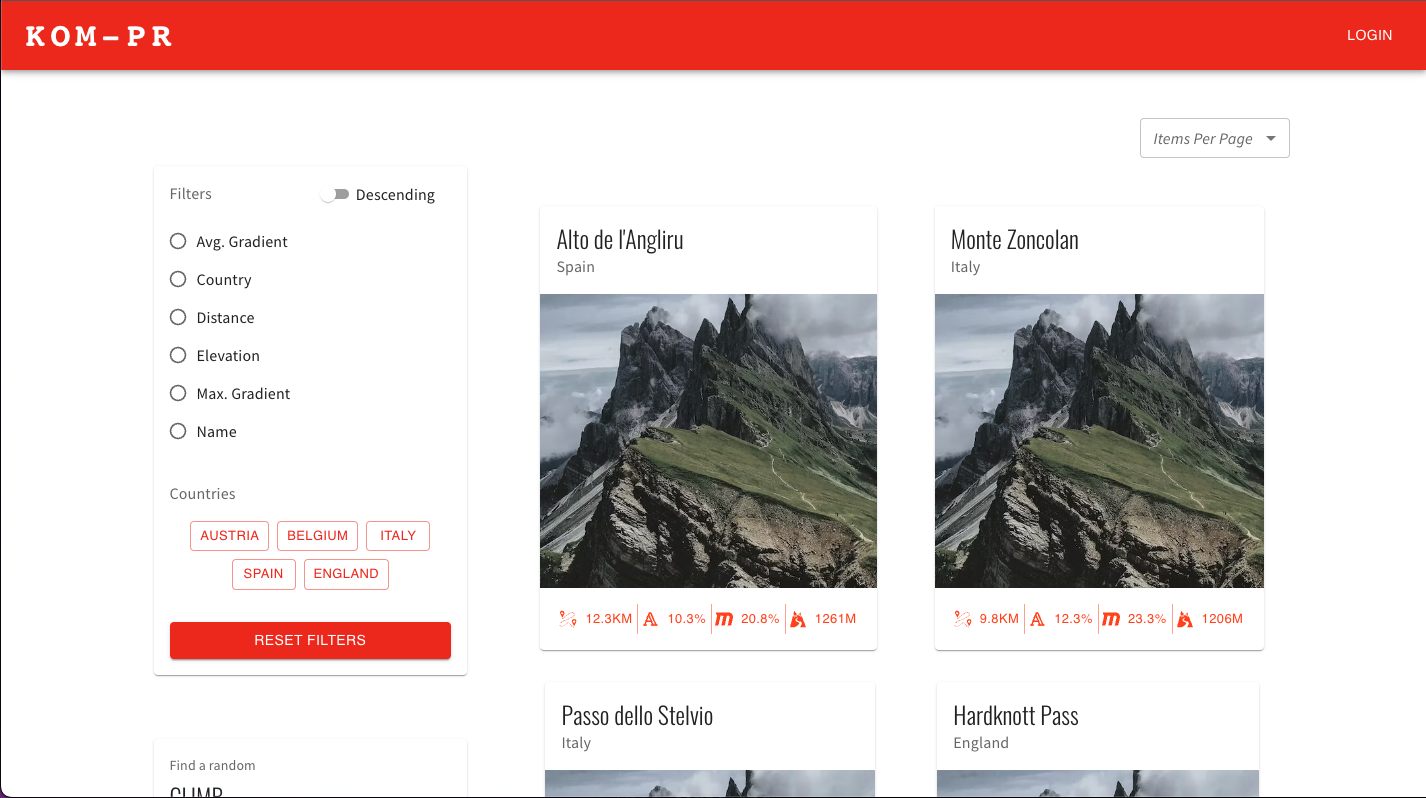 KOM-PR
LOGIN
Items Per Page
Filters
Descending
Avg. Gradient
Country
Distance
Elevation
Max. Gradient
Name
Countries
AUSTRIA BELGIUM ITALY
SPAIN ENGLAND
RESET FILTERS
Find a random
CLIMB
Alto de l'Angliru
Spain
12.3KM A 10.3% m 20.8% 1261M
Monte Zoncolan
Italy
9.8KM A 12.3% m 23.3% 1206M
Passo dello Stelvio
Italy
Hardknott Pass
England